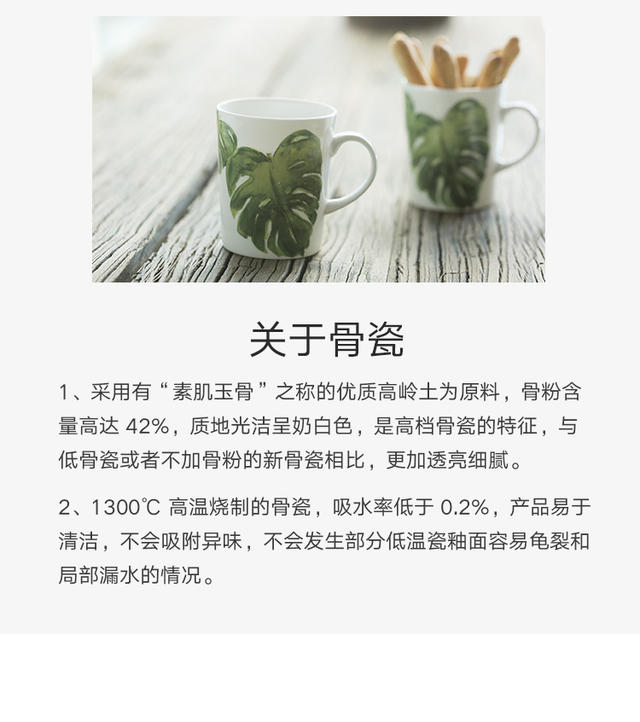 关于骨瓷
1、采用有“素肌玉骨”之称的优质高岭土为原料，骨粉含
量高达 42%，质地光洁呈奶白色，是高档骨瓷的特征，与
低骨瓷或者不加骨粉的新骨瓷相比，更加透亮细腻。
2、1300℃ 高温烧制的骨瓷，吸水率低于 0.2%，产品易于
清洁，不会吸附异味，不会发生部分低温瓷釉面容易龟裂和
局部漏水的情况。